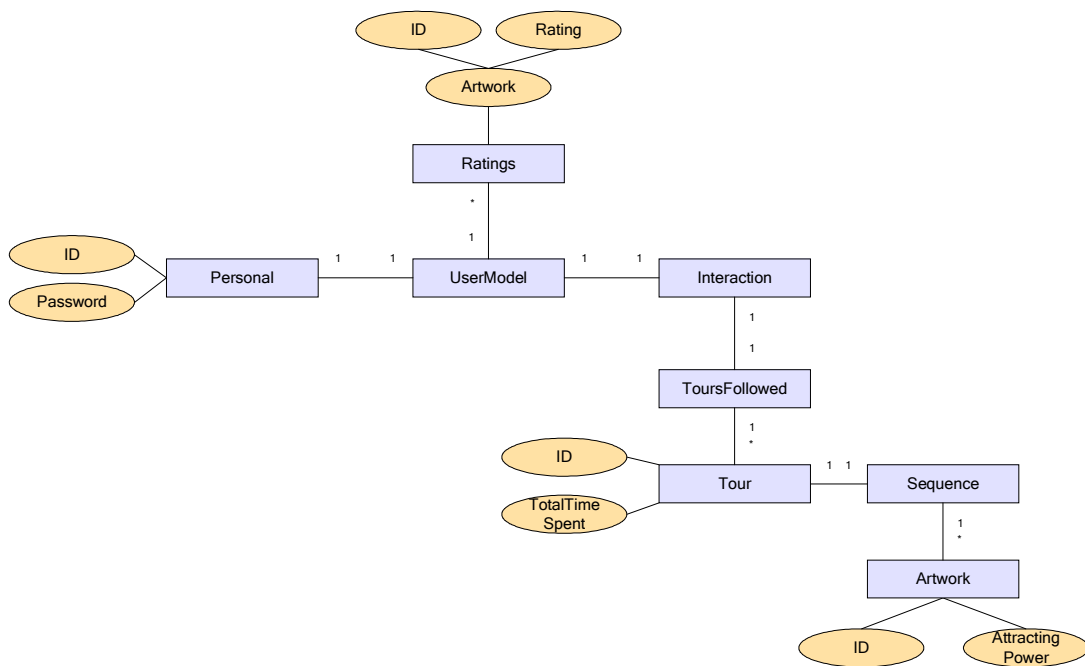 ID
Rating
Artwork
Ratings
*
1
ID
Password
Personal
1
1
UserModel
1
1
Interaction
1
1
ToursFollowed
1
*
ID
TotalTime
Spent
Tour
1
1
Sequence
1
*
Artwork
ID
Attracting
Power